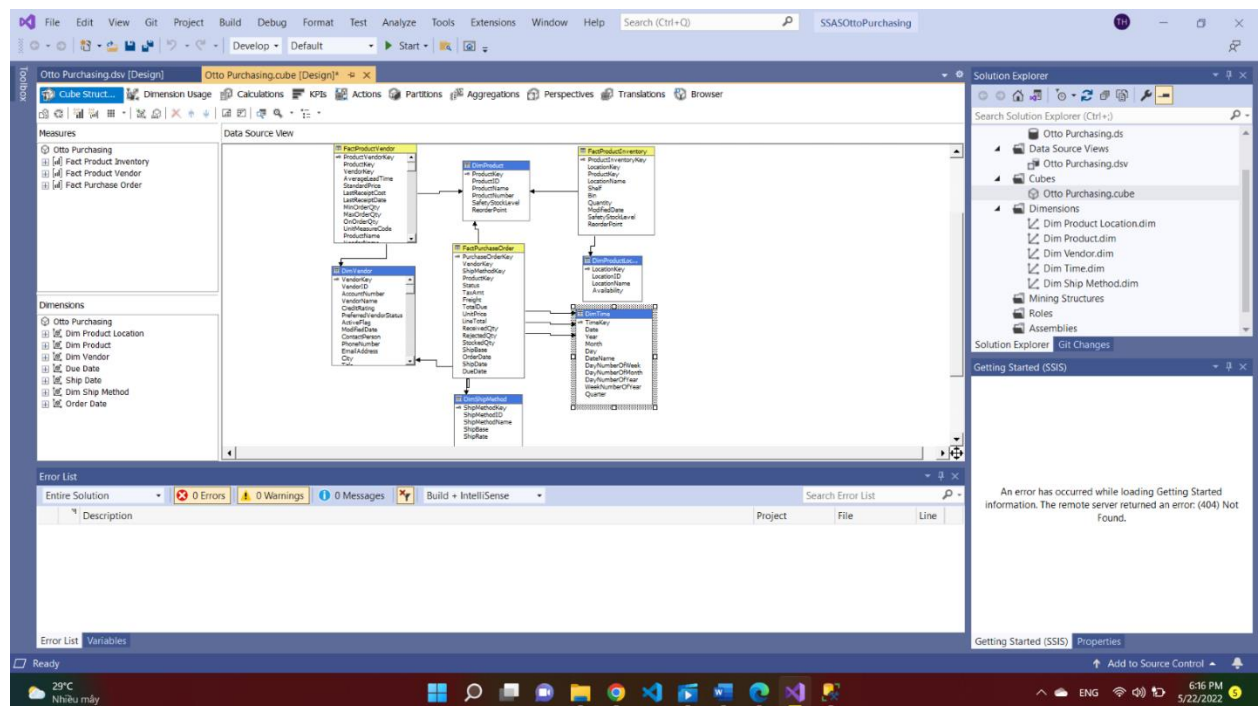 File Edit View Git Project Build Debug Format Test Analyze Tools Extensions Window Help Search (Ctrl+Q) SSASOttoPurchasing TH
Develop Default Start
Toolbox
Otto Purchasing.dsv [Design] Otto Purchasing.cube [Design]*
Cube Struct... Dimension Usage Calculations KPIs Actions Partitions Aggregations Perspectives Translations Browser
Measures
Otto Purchasing
Fact Product Inventory
Fact Product Vendor
Fact Purchase Order
Dimensions
Otto Purchasing
Dim Product Location
Dim Product
Dim Vendor
Due Date
Ship Date
Dim Ship Method
Order Date
Data Source View
FactProductVendor
ProductVendorKey
ProductKey
VendorKey
AverageLeadTime
StandardPrice
LastReceiptCost
LastReceiptDate
MinOrderQty
MaxOrderQty
OnOrderQty
UnitMeasureCode
ProductName
DimProduct
ProductKey
ProductID
ProductName
ProductNumber
SafetyStockLevel
ReorderPoint
FactProductInventory
ProductInventoryKey
LocationKey
ProductKey
LocationName
Shelf
Bin
Quantity
ModifiedDate
SafetyStockLevel
ReorderPoint
DimVendor
VendorKey
VendorID
AccountNumber
VendorName
CreditRating
PreferredVendorStatus
ActiveFlag
ModifiedDate
ContactPerson
PhoneNumber
EmailAddress
City
FactPurchaseOrder
PurchaseOrderKey
VendorKey
ShipMethodKey
ProductKey
Status
TaxAmt
Freight
TotalDue
UnitPrice
LineTotal
ReceivedQty
RejectedQty
StockedQty
ShipBase
OrderDate
ShipDate
DueDate
DimProductLoc...
LocationKey
LocationID
LocationName
Availability
DimTime
TimeKey
Date
Year
Month
Day
DateName
DayNumberOfWeek
DayNumberOfMonth
DayNumberOfYear
WeekNumberOfYear
Quarter
DimShipMethod
ShipMethodKey
ShipMethodID
ShipMethodName
ShipBase
ShipRate
Solution Explorer
Search Solution Explorer (Ctrl+;)
Otto Purchasing.ds
Data Source Views
Otto Purchasing.dsv
Cubes
Otto Purchasing.cube
Dimensions
Dim Product Location.dim
Dim Product.dim
Dim Vendor.dim
Dim Time.dim
Dim Ship Method.dim
Mining Structures
Roles
Assemblies
Solution Explorer Git Changes
Getting Started (SSIS)
An error has occurred while loading Getting Started
information. The remote server returned an error: (404) Not
Found.
Getting Started (SSIS) Properties
Error List
Entire Solution 0 Errors 0 Warnings 0 Messages Build + IntelliSense Search Error List
Description Project File Line
Error List Variables
Ready Add to Source Control
29°C
Nhiều mây
ENG
6:16 PM
5/22/2022
5